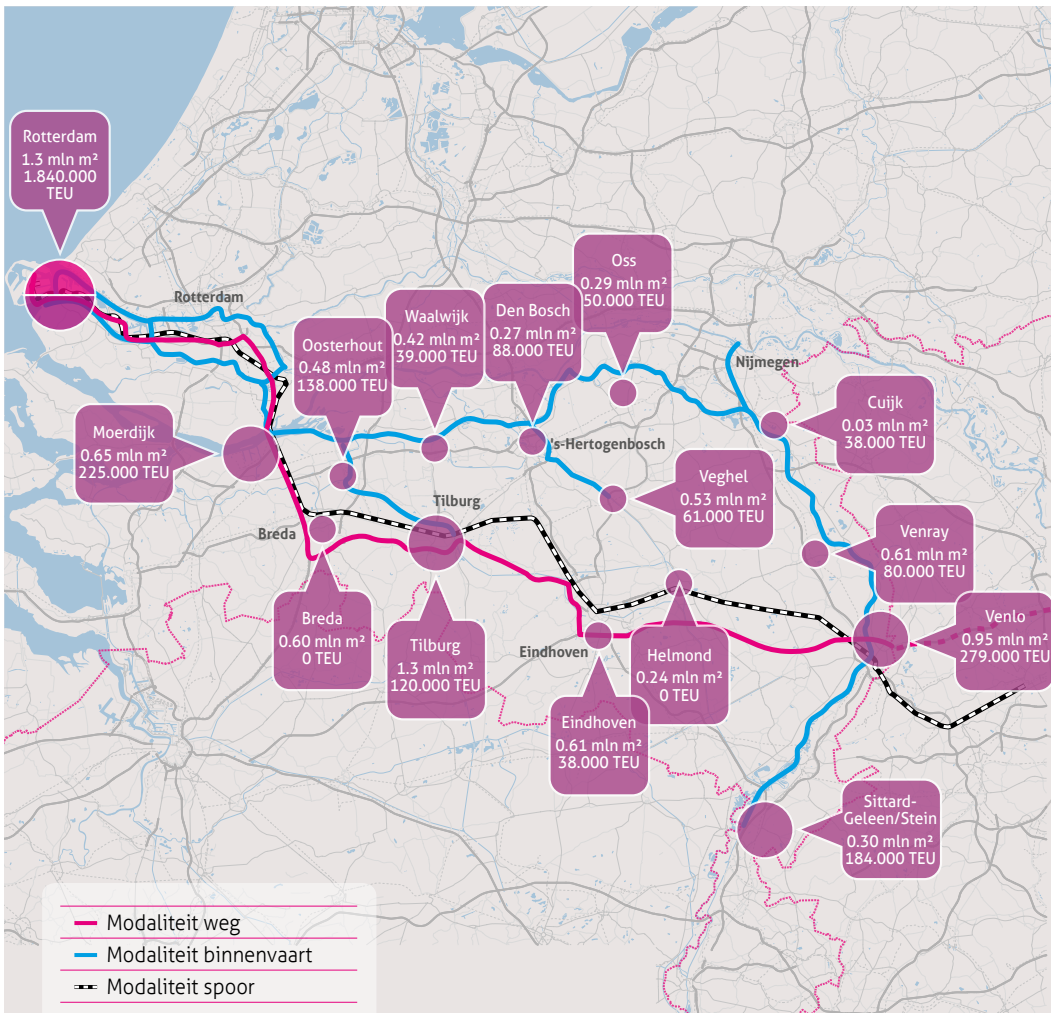 Rotterdam
1.3 mln m²
1.840.000
TEU
Rotterdam
Oosterhout
0.48 mln m²
138.000 TEU
Waalwijk
0.42 mln m²
39.000 TEU
Den Bosch
0.27 mln m²
88.000 TEU
Oss
0.29 mln m²
50.000 TEU
Nijmegen
Cuijk
0.03 mln m²
38.000 TEU
Moerdijk
0.65 mln m²
225.000 TEU
's-Hertogenbosch
Veghel
0.53 mln m²
61.000 TEU
Tilburg
Breda
Venray
0.61 mln m²
80.000 TEU
Breda
0.60 mln m²
0 TEU
Tilburg
1.3 mln m²
120.000 TEU
Eindhoven
Helmond
0.24 mln m²
0 TEU
Venlo
0.95 mln m²
279.000 TEU
Eindhoven
0.61 mln m²
38.000 TEU
Sittard-
Geleen/Stein
0.30 mln m²
184.000 TEU
Modaliteit weg
Modaliteit binnenvaart
Modaliteit spoor